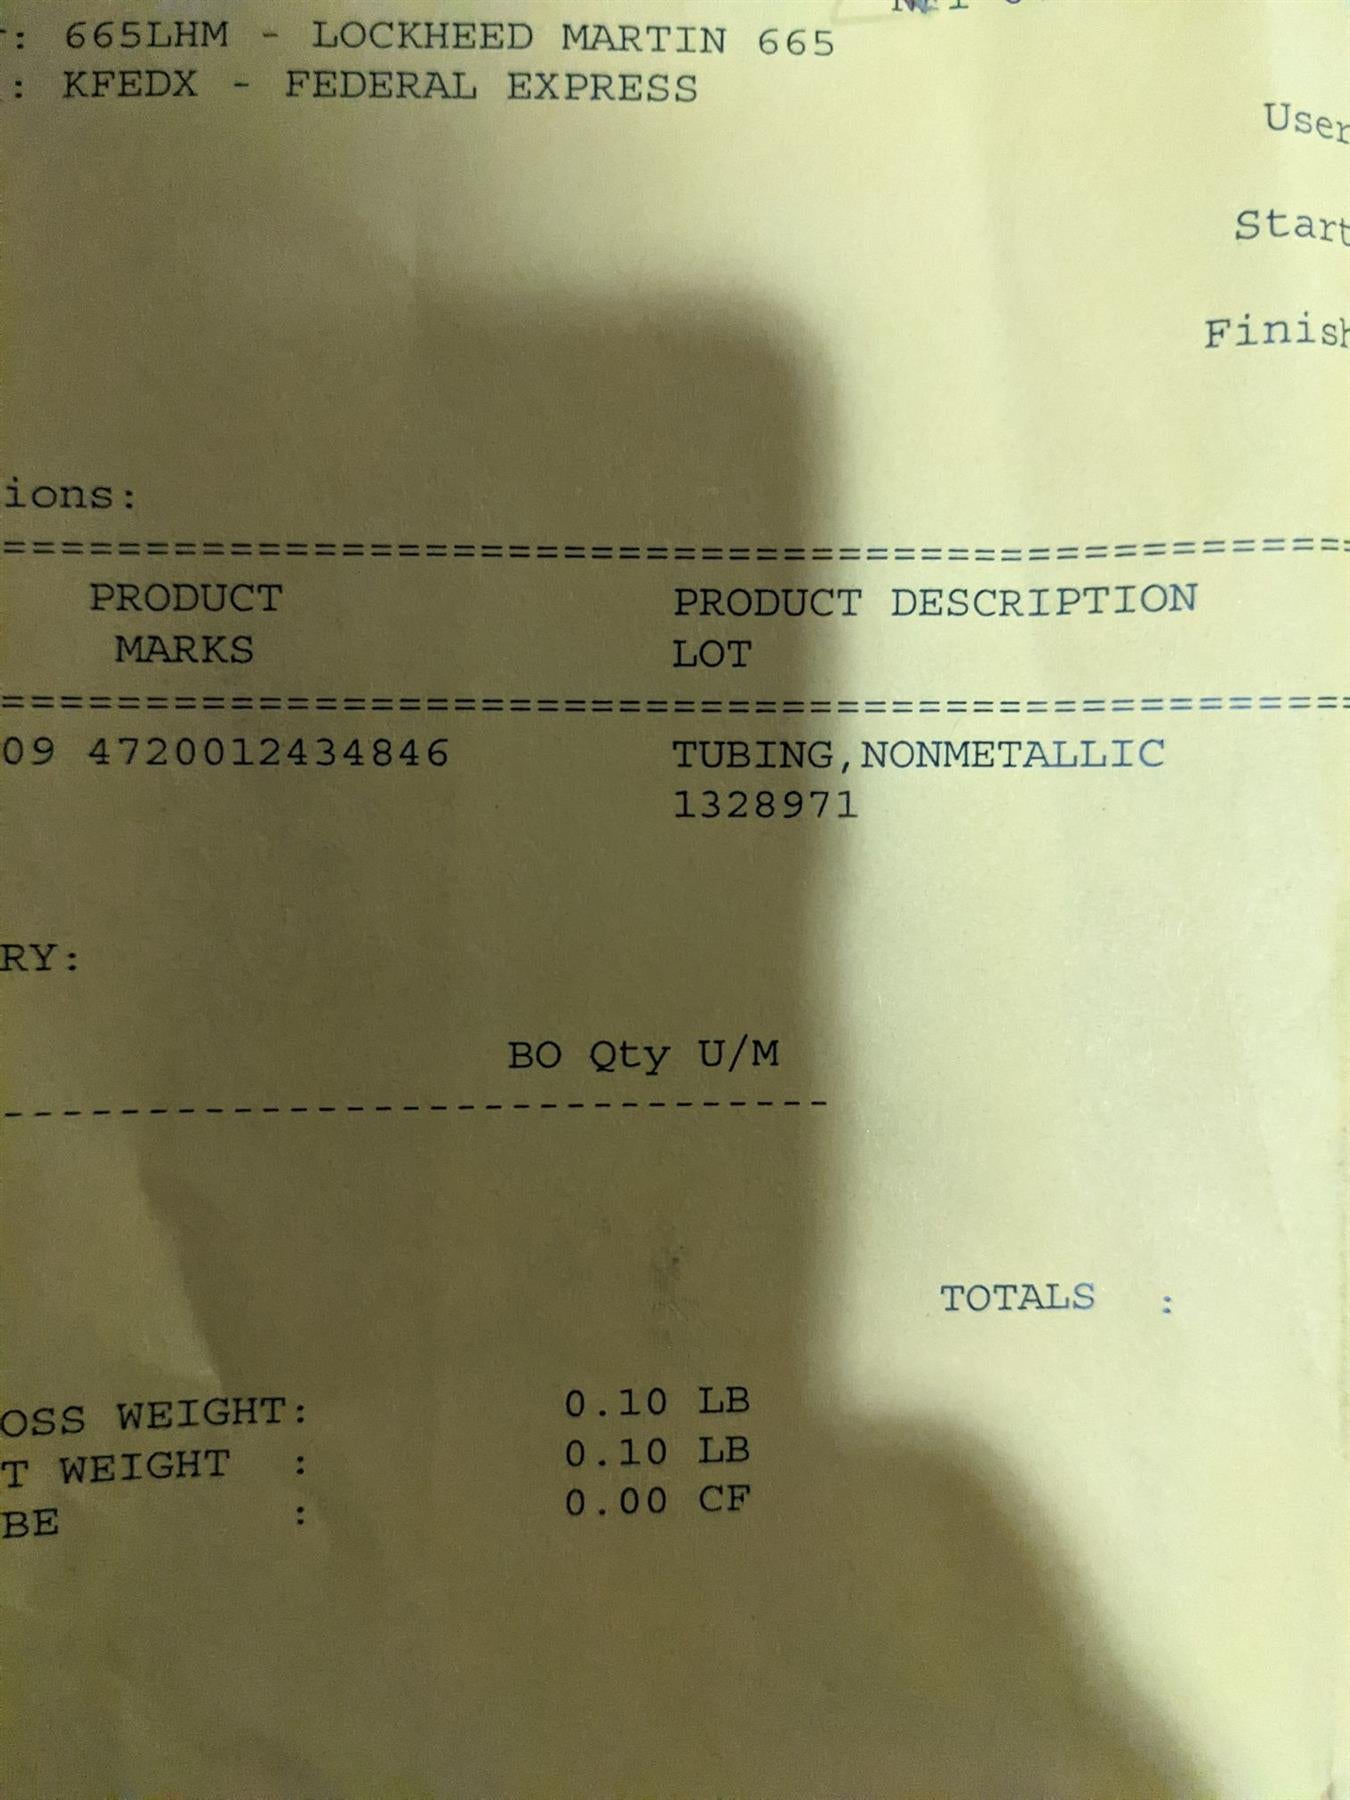 : 665LHM - LOCKHEED MARTIN 665
: KFEDX - FEDERAL EXPRESS
User
Start
Finish
ions:
==================================================
PRODUCT PRODUCT DESCRIPTION
MARKS LOT
==================================================
09 4720012434846 TUBING,NONMETALLIC
1328971
RY:
BO Qty U/M
-----------------------------
TOTALS :
OSS WEIGHT: 0.10 LB
T WEIGHT : 0.10 LB
BE : 0.00 CF